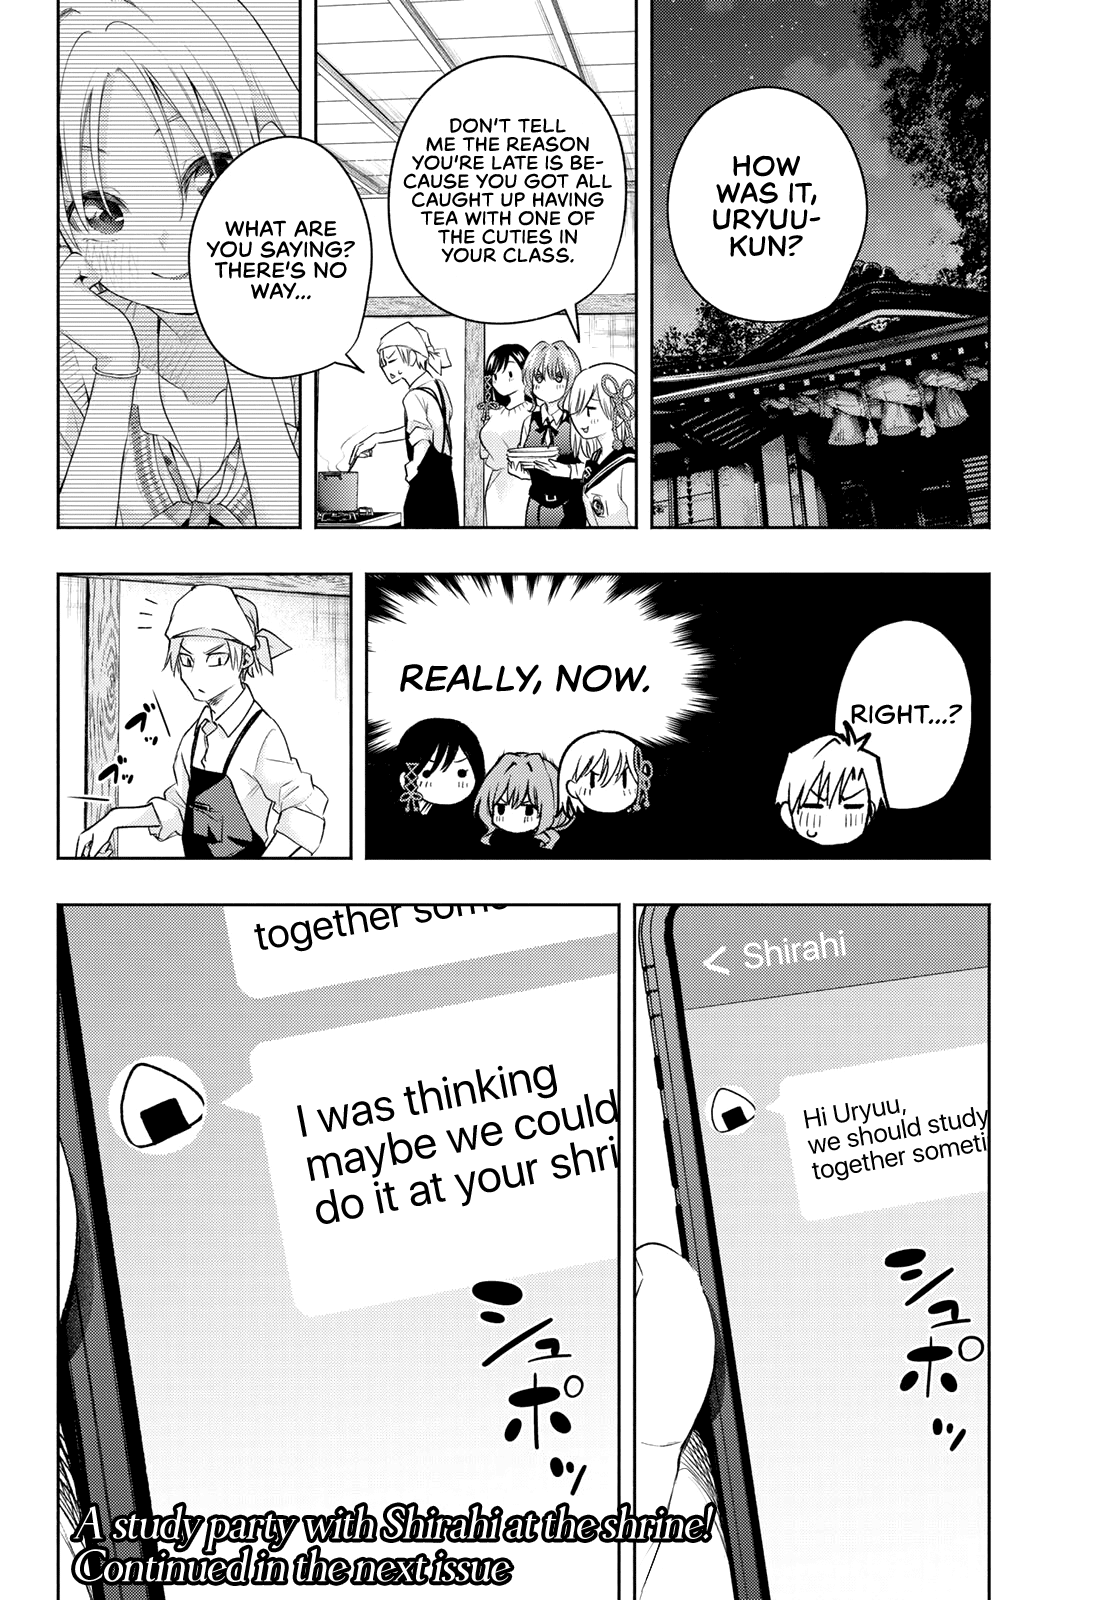 HOW
WAS IT,
URYUU-
KUN?
DON'T TELL
ME THE REASON
YOU'RE LATE IS BE-
CAUSE YOU GOT ALL
CAUGHT UP HAVING
TEA WITH ONE OF
THE CUTIES IN
YOUR CLASS.
WHAT ARE
YOU SAYING?
THERE'S NO
WAY...
RIGHT...?
REALLY, NOW.
ブブッ
ブブッ
< Shirahi
Hi Uryuu,
we should study
together someti
シュポッ
together some
I was thinking
maybe we could
do it at your shri
シュポッ
A study party with Shirahi at the shrine!
Continued in the next issue